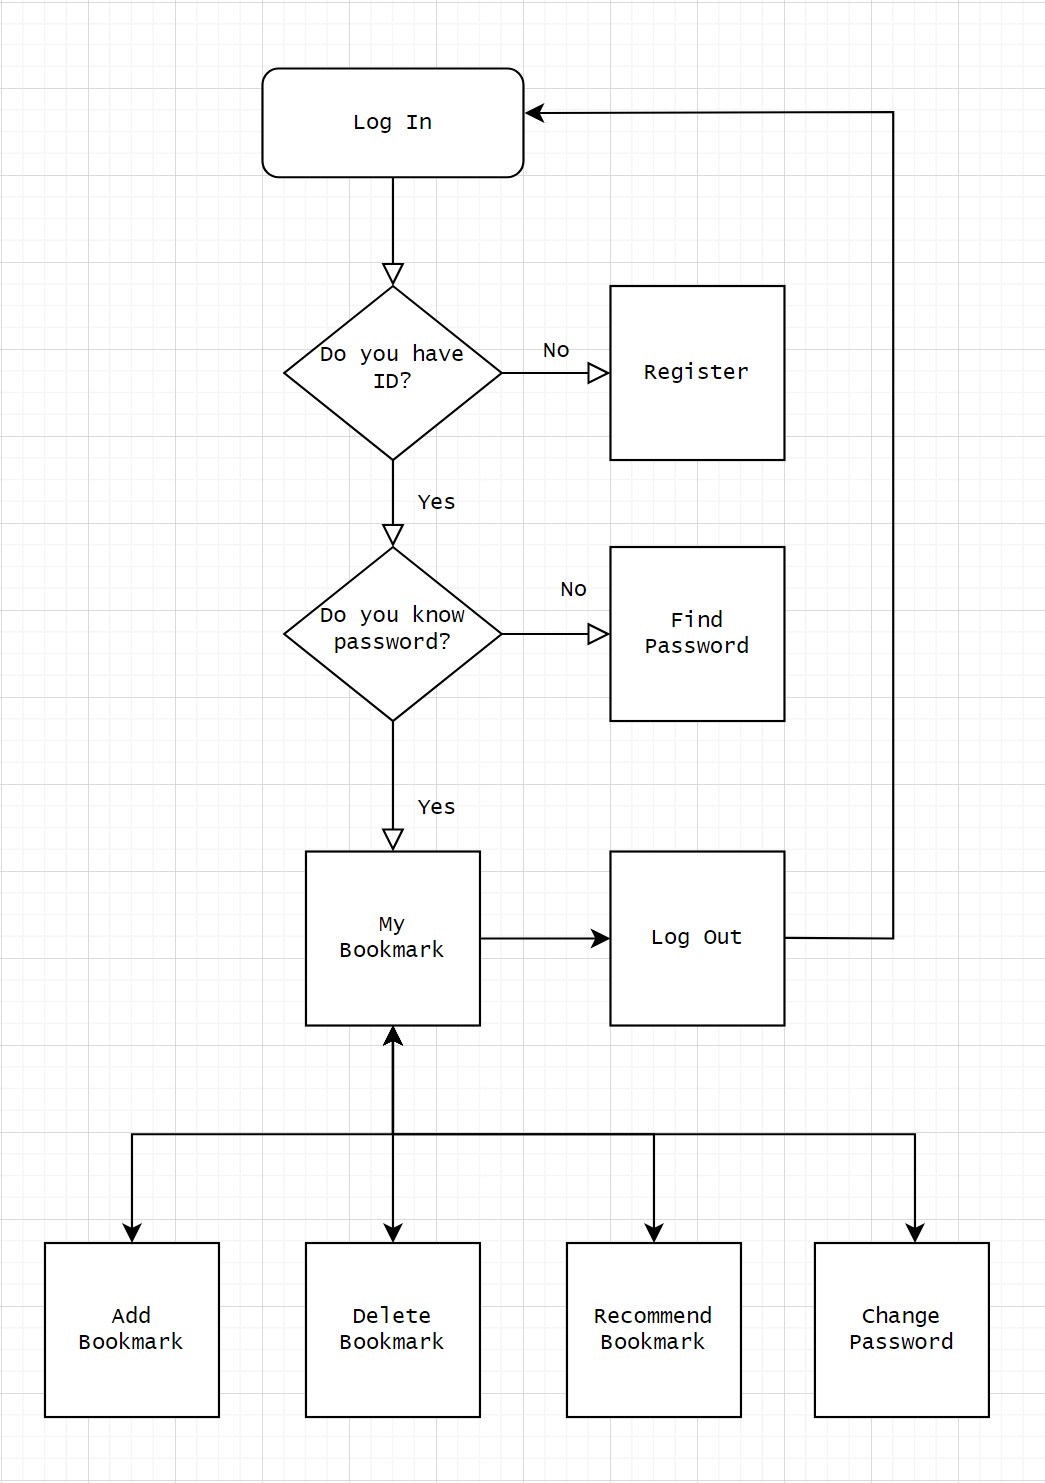 Log In
Do you have
ID?
No
Register
Yes
Do you know
password?
No
Find
Password
Yes
My
Bookmark
Log Out
Add
Bookmark
Delete
Bookmark
Recommend
Bookmark
Change
Password